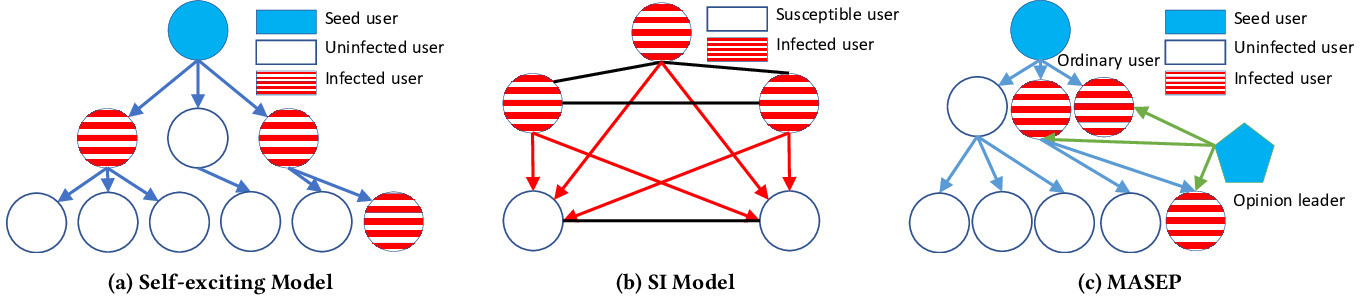 Seed user
Uninfected user
Infected user
(a) Self-exciting Model
Susceptible user
Infected user
(b) SI Model
Seed user
Ordinary user
Uninfected user
Infected user
Opinion leader
(c) MASEP